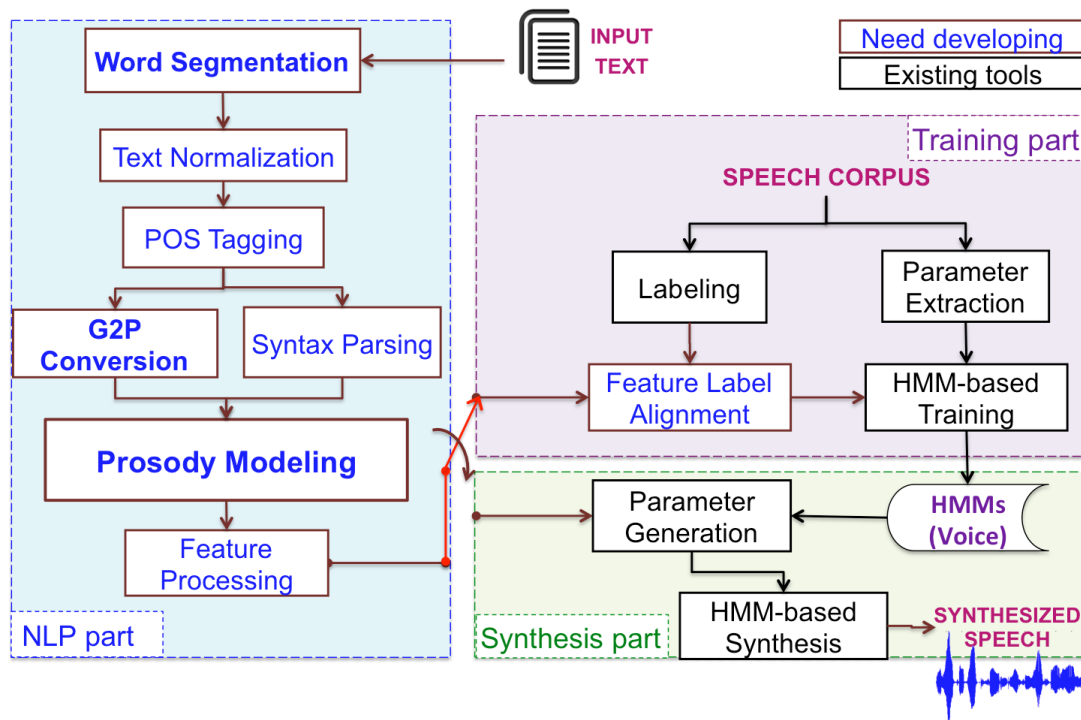 Word Segmentation
Text Normalization
POS Tagging
G2P
Conversion
Syntax Parsing
Prosody Modeling
Feature
Processing
NLP part
INPUT
TEXT
Need developing
Existing tools
Training part
SPEECH CORPUS
Labeling
Parameter
Extraction
Feature Label
Alignment
HMM-based
Training
Parameter
Generation
HMMs
(Voice)
HMM-based
Synthesis
SYNTHESIZED
SPEECH
Synthesis part